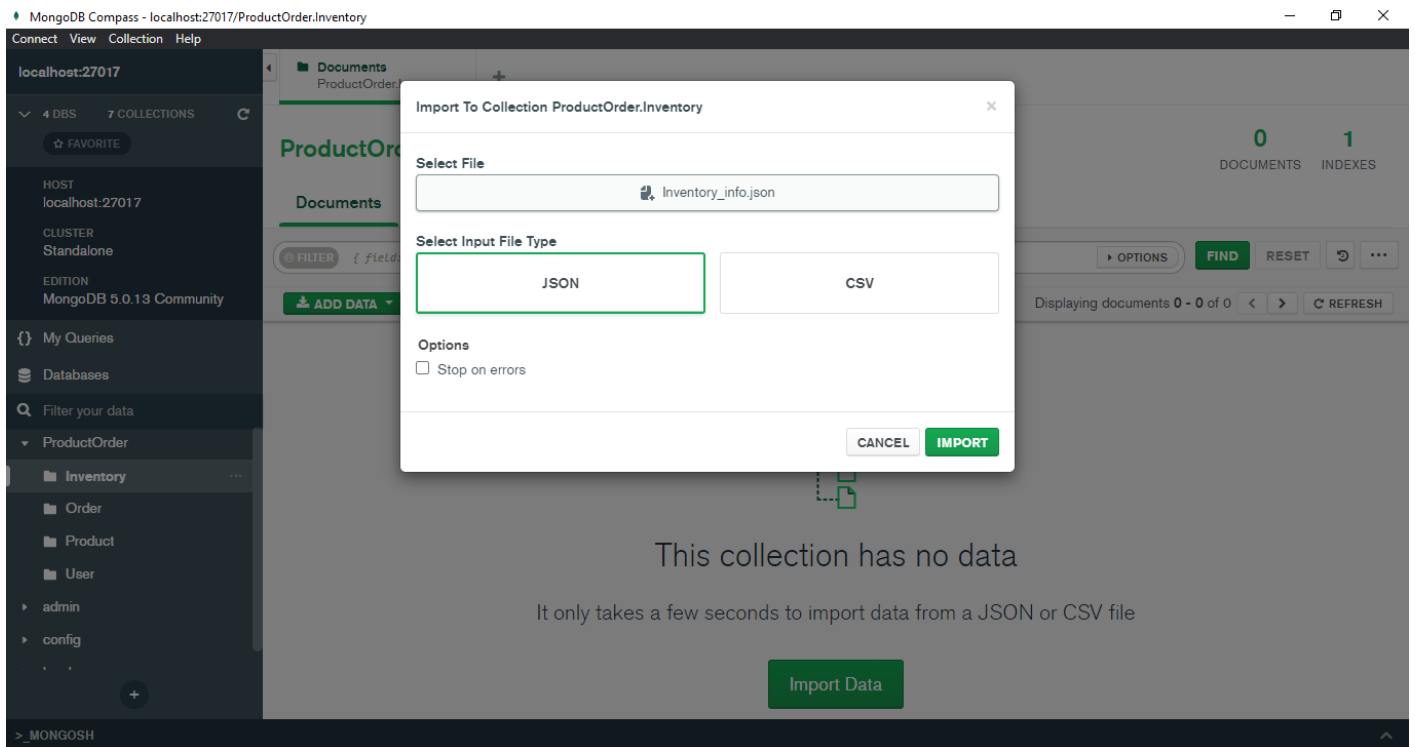 MongoDB Compass - localhost:27017/ProductOrder.Inventory
Connect View Collection Help
localhost:27017
4 DBS 7 COLLECTIONS
FAVORITE
HOST
localhost:27017
CLUSTER
Standalone
EDITION
MongoDB 5.0.13 Community
{} My Queries
Databases
Filter your data
ProductOrder
Inventory ...
Order
Product
User
admin
config
+
Documents
ProductOrder.
+
ProductOr
0 DOCUMENTS
1 INDEXES
Documents
FILTER { field:
OPTIONS FIND RESET ...
ADD DATA
Displaying documents 0 - 0 of 0 < > REFRESH
Import To Collection ProductOrder.Inventory ×
Select File
Inventory_info.json
Select Input File Type
JSON CSV
Options
Stop on errors
CANCEL IMPORT
This collection has no data
It only takes a few seconds to import data from a JSON or CSV file
Import Data
>_MONGOSH